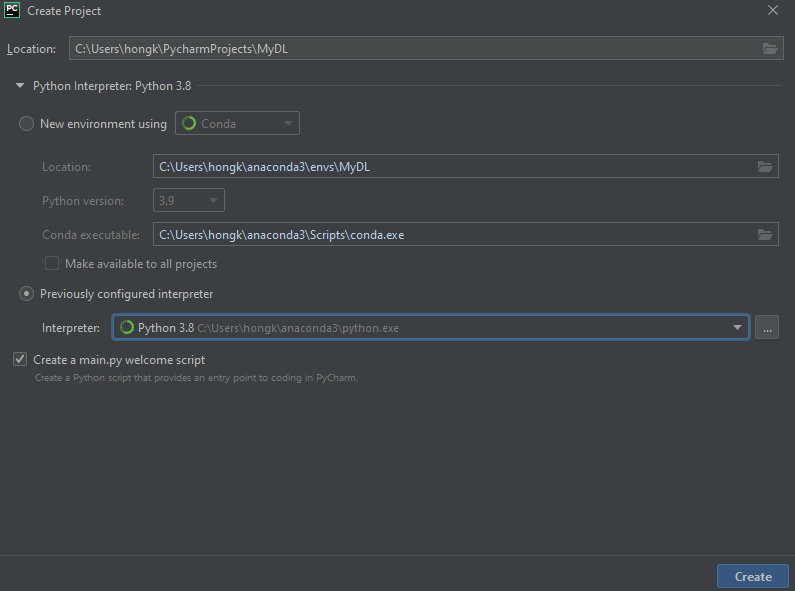 PC Create Project
Location: C:\Users\hongk\PycharmProjects\MyDL
Python Interpreter: Python 3.8
New environment using Conda
Location: C:\Users\hongk\anaconda3\envs\MyDL
Python version: 3.9
Conda executable: C:\Users\hongk\anaconda3\Scripts\conda.exe
Make available to all projects
Previously configured interpreter
Interpreter: Python 3.8 C:\Users\hongk\anaconda3\python.exe ...
Create a main.py welcome script
Create a Python script that provides an entry point to coding in PyCharm.
Create